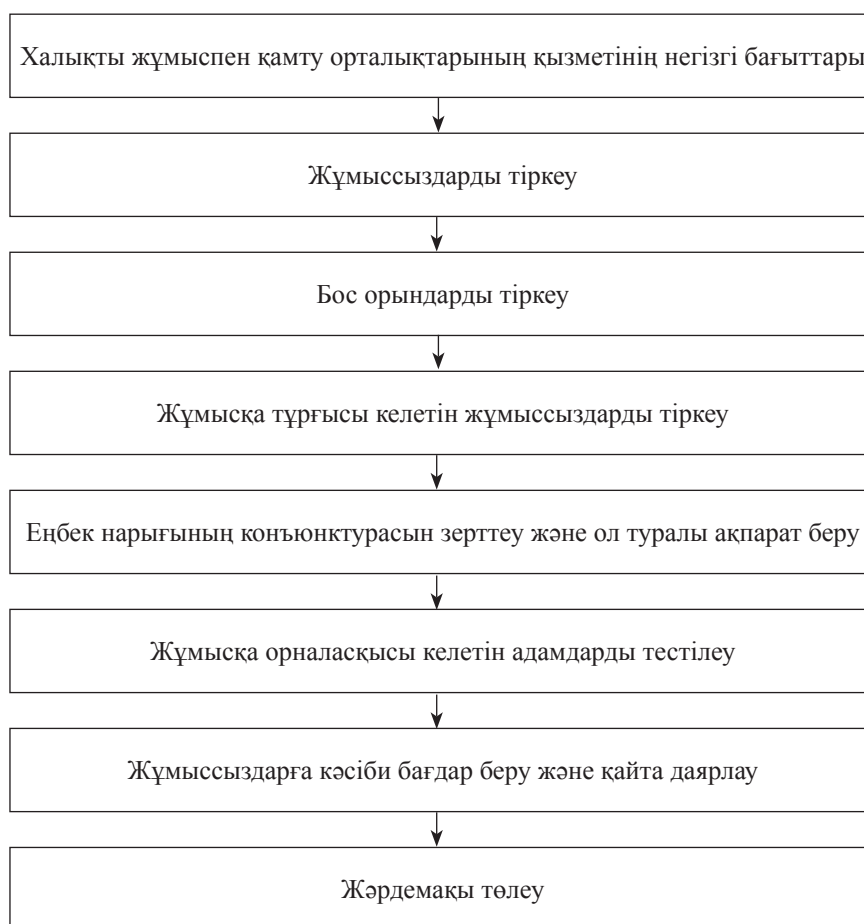 Халықты жұмыспен қамту орталықтарының қызметінің негізгі бағыттары
Жұмыссыздарды тіркеу
Бос орындарды тіркеу
Жұмысқа тұрғысы келетін жұмыссыздарды тіркеу
Еңбек нарығының конъюнктурасын зерттеу және ол туралы ақпарат беру
Жұмысқа орналасқысы келетін адамдарды тестілеу
Жұмыссыздарға кәсіби бағдар беру және қайта даярлау
Жәрдемақы төлеу